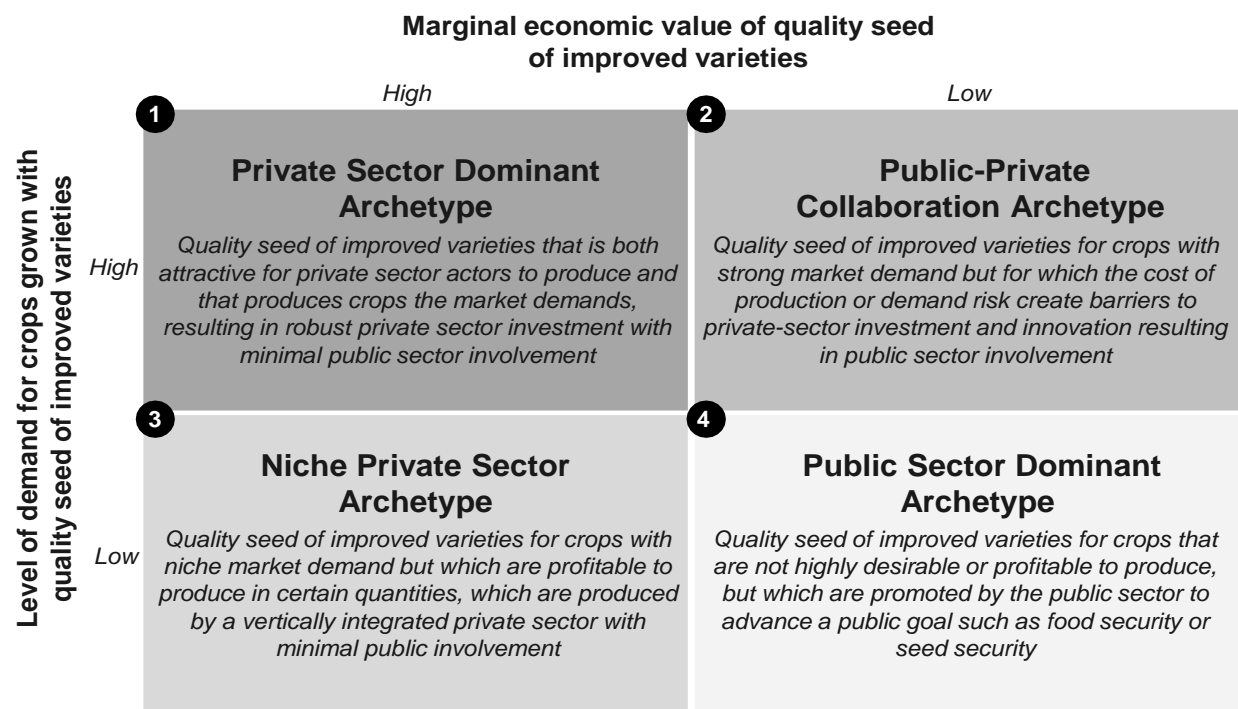 Marginal economic value of quality seed
of improved varieties
High
Low
Level of demand for crops grown with
quality seed of improved varieties
High
Low
1
Private Sector Dominant
Archetype
Quality seed of improved varieties that is both
attractive for private sector actors to produce and
that produces crops the market demands,
resulting in robust private sector investment with
minimal public sector involvement
2
Public-Private
Collaboration Archetype
Quality seed of improved varieties for crops with
strong market demand but for which the cost of
production or demand risk create barriers to
private-sector investment and innovation resulting
in public sector involvement
3
Niche Private Sector
Archetype
Quality seed of improved varieties for crops with
niche market demand but which are profitable to
produce in certain quantities, which are produced
by a vertically integrated private sector with
minimal public involvement
4
Public Sector Dominant
Archetype
Quality seed of improved varieties for crops that
are not highly desirable or profitable to produce,
but which are promoted by the public sector to
advance a public goal such as food security or
seed security